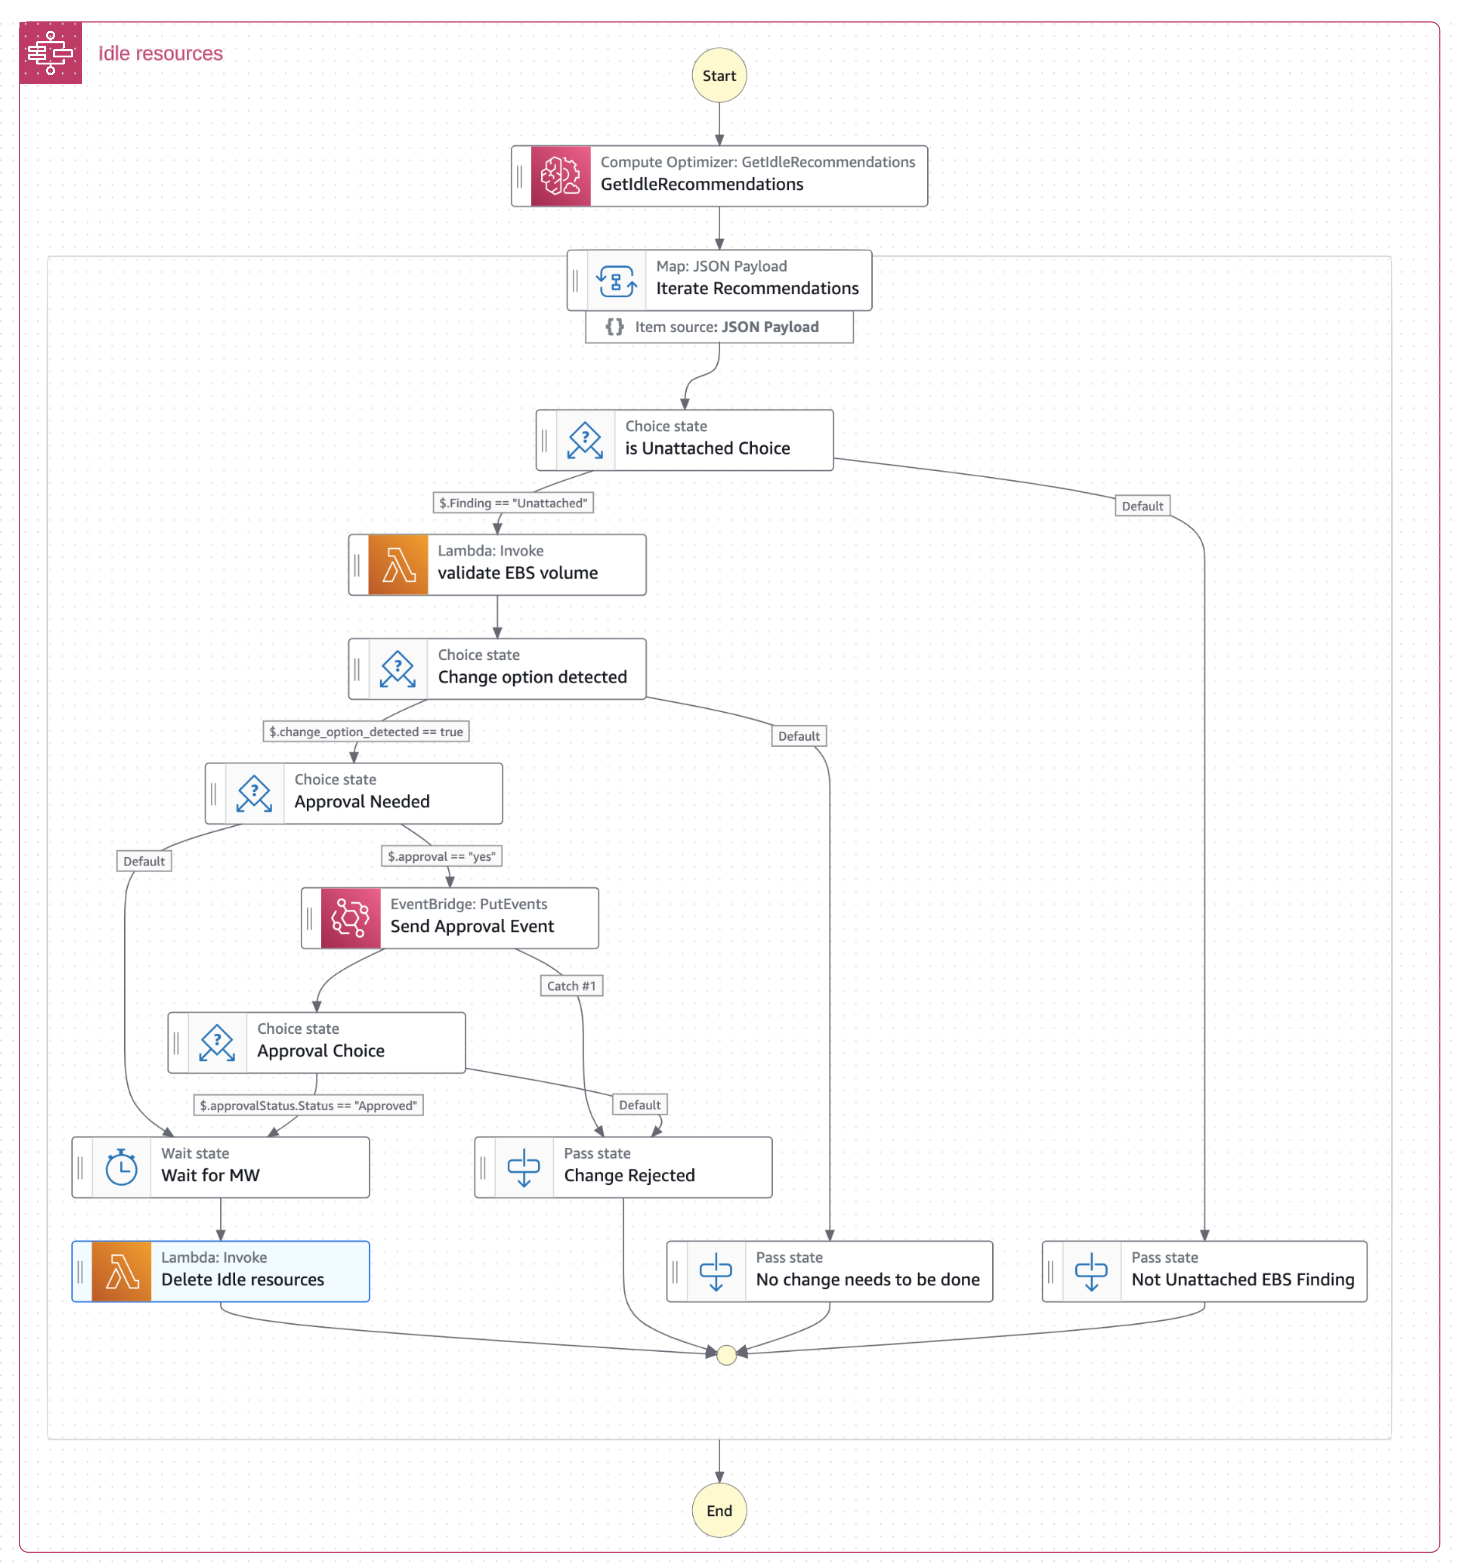 Idle resources
Start
Compute Optimizer: GetIdleRecommendations
GetIdleRecommendations
Map: JSON Payload
Iterate Recommendations
{} Item source: JSON Payload
Choice state
is Unattached Choice
$.Finding == "Unattached"
Default
Lambda: Invoke
validate EBS volume
Choice state
Change option detected
$.change_option_detected == true
Default
Choice state
Approval Needed
Default
$.approval == "yes"
EventBridge: PutEvents
Send Approval Event
Catch #1
Choice state
Approval Choice
$.approvalStatus.Status == "Approved"
Default
Wait state
Wait for MW
Pass state
Change Rejected
Lambda: Invoke
Delete Idle resources
Pass state
No change needs to be done
Pass state
Not Unattached EBS Finding
End